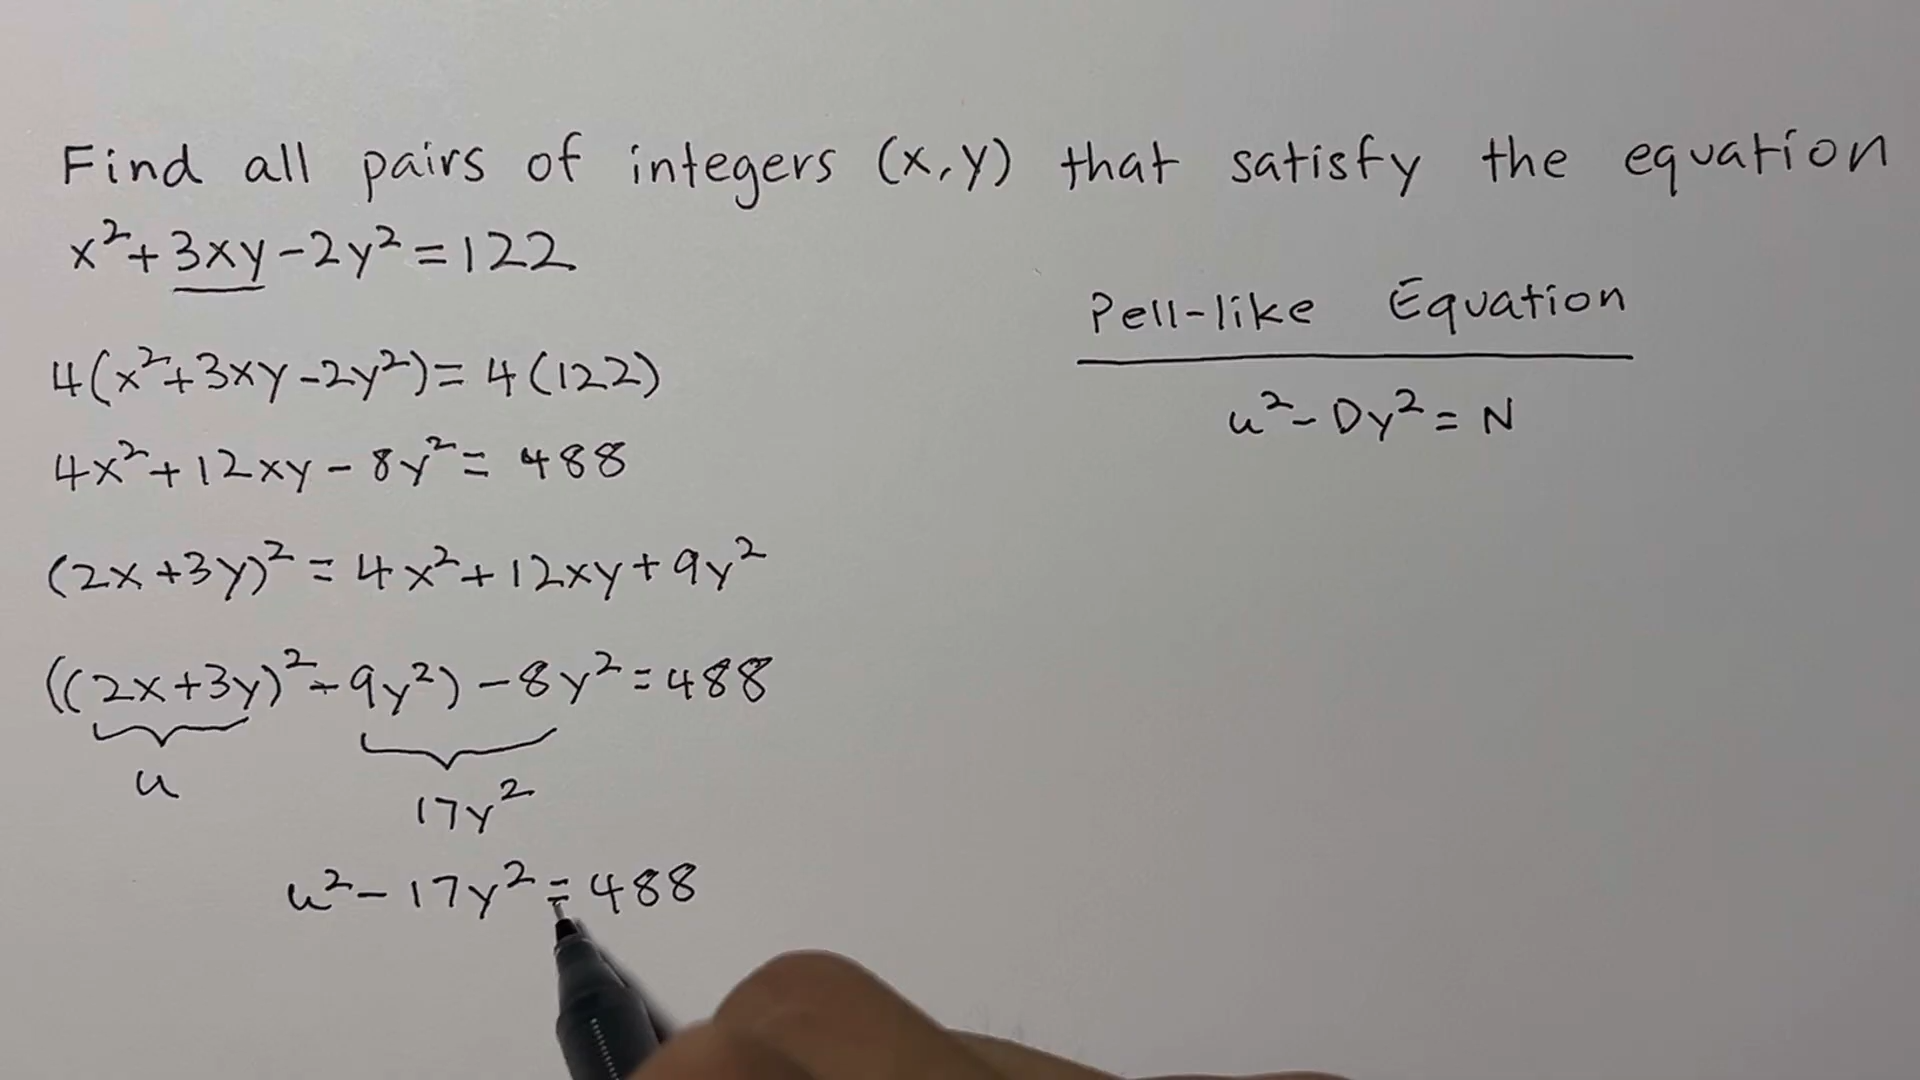 Find all pairs of integers (x,y) that satisfy the equation
x²+3xy-2y²=122
Pell-like Equation
u²-Dy²=N
4(x²+3xy-2y²)=4(122)
4x²+12xy-8y²=488
(2x+3y)²=4x²+12xy+9y²
((2x+3y)²-9y²)-8y²=488
u
17y²
u²-17y²=488